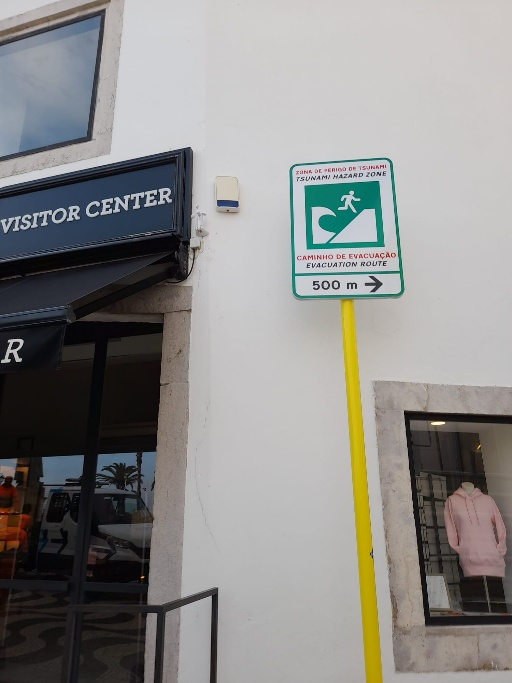 VISITOR CENTER
R
ZONA DE PERIGO DE TSUNAMI
TSUNAMI HAZARD ZONE
CAMINHO DE EVACUAÇÃO
EVACUATION ROUTE
500 m